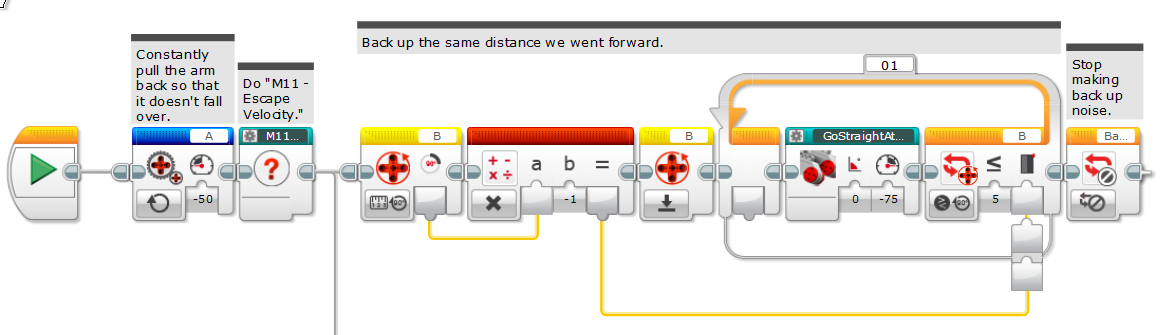 Constantly
pull the arm
back so that
it doesn't fall
over.
Do "M11 -
Escape
Velocity."
Back up the same distance we went forward.
Stop
making
back up
noise.
01
A
M11...
B
B
GoStraightAt...
B
Ba...
+ -
× ÷
a
b
=
≤
90°
-50
?
-1
0
-75
5